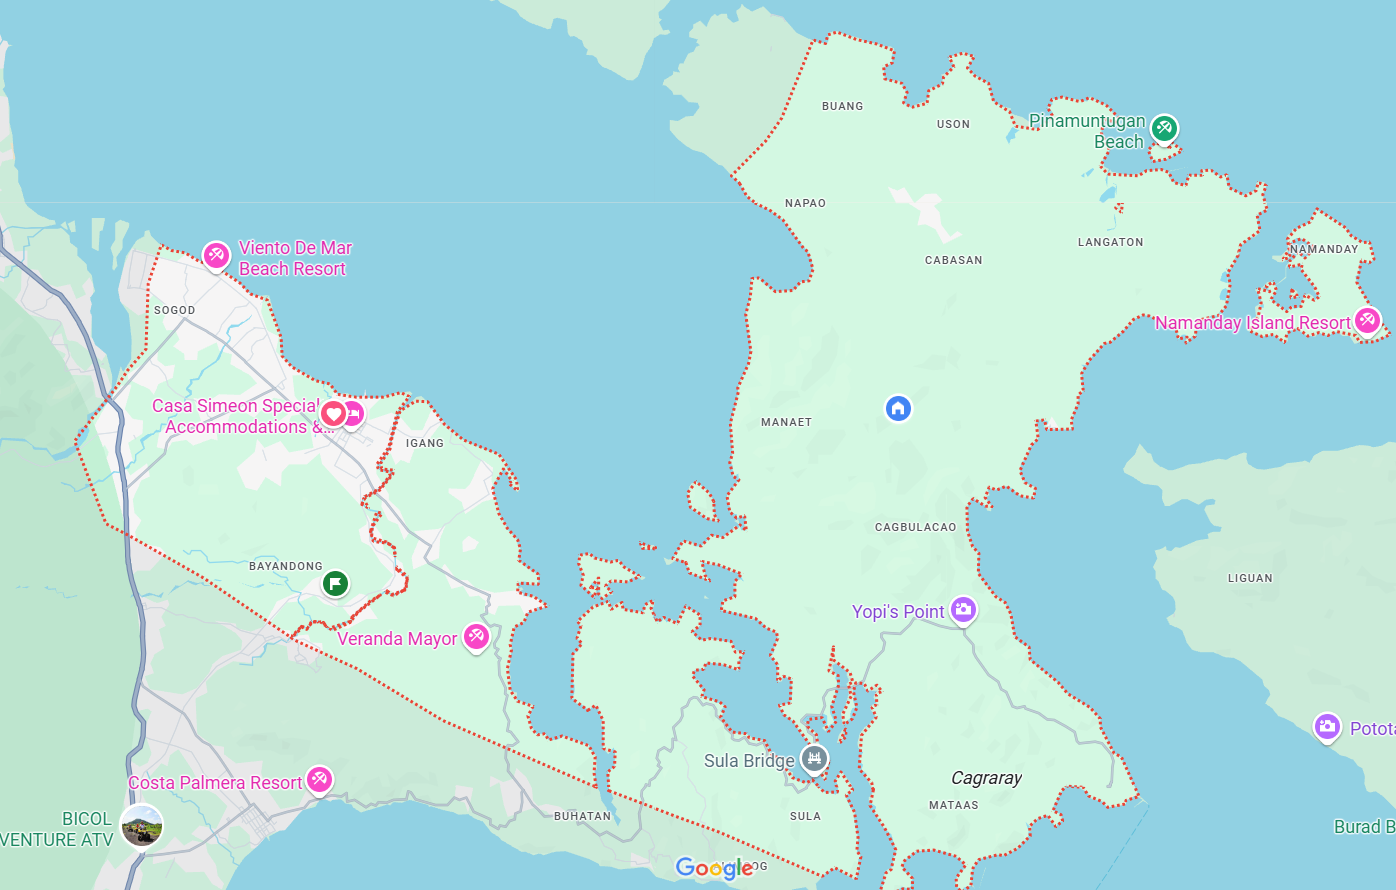 BUANG
USON
Pinamuntugan
Beach
NAPAO
LANGATON
NAMANDAY
CABASAN
Viento De Mar
Beach Resort
SOGOD
Namanday Island Resort
Casa Simeon Special
Accommodations &...
IGANG
MANAET
CAGBULACAO
BAYANDONG
LIGUAN
Yopi's Point
Veranda Mayor
Potota
Sula Bridge
Cagraray
Costa Palmera Resort
MATAAS
BUHATAN
SULA
BICOL
VENTURE ATV
Burad B
Google
OG